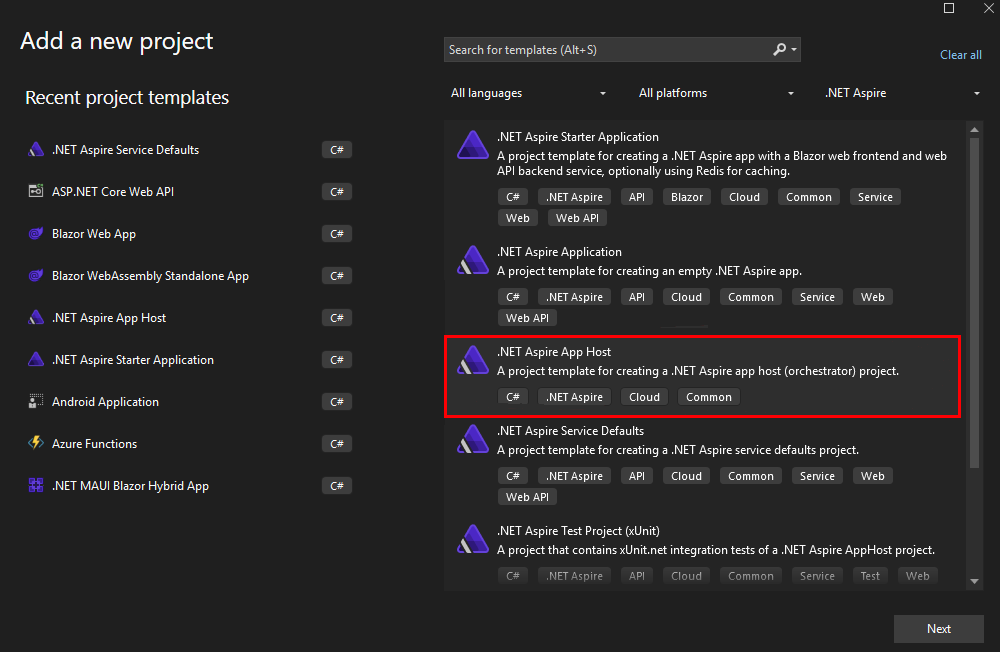 Add a new project
Recent project templates
.NET Aspire Service Defaults C#
ASP.NET Core Web API C#
Blazor Web App C#
Blazor WebAssembly Standalone App C#
.NET Aspire App Host C#
.NET Aspire Starter Application C#
Android Application C#
Azure Functions C#
.NET MAUI Blazor Hybrid App C#
Search for templates (Alt+S)
Clear all
All languages All platforms .NET Aspire
.NET Aspire Starter Application
A project template for creating a .NET Aspire app with a Blazor web frontend and web
API backend service, optionally using Redis for caching.
C# .NET Aspire API Blazor Cloud Common Service
Web Web API
.NET Aspire Application
A project template for creating an empty .NET Aspire app.
C# .NET Aspire API Cloud Common Service Web
Web API
.NET Aspire App Host
A project template for creating a .NET Aspire app host (orchestrator) project.
C# .NET Aspire Cloud Common
.NET Aspire Service Defaults
A project template for creating a .NET Aspire service defaults project.
C# .NET Aspire API Cloud Common Service Web
Web API
.NET Aspire Test Project (xUnit)
A project that contains xUnit.net integration tests of a .NET Aspire AppHost project.
C# .NET Aspire API Cloud Common Service Test Web
Next